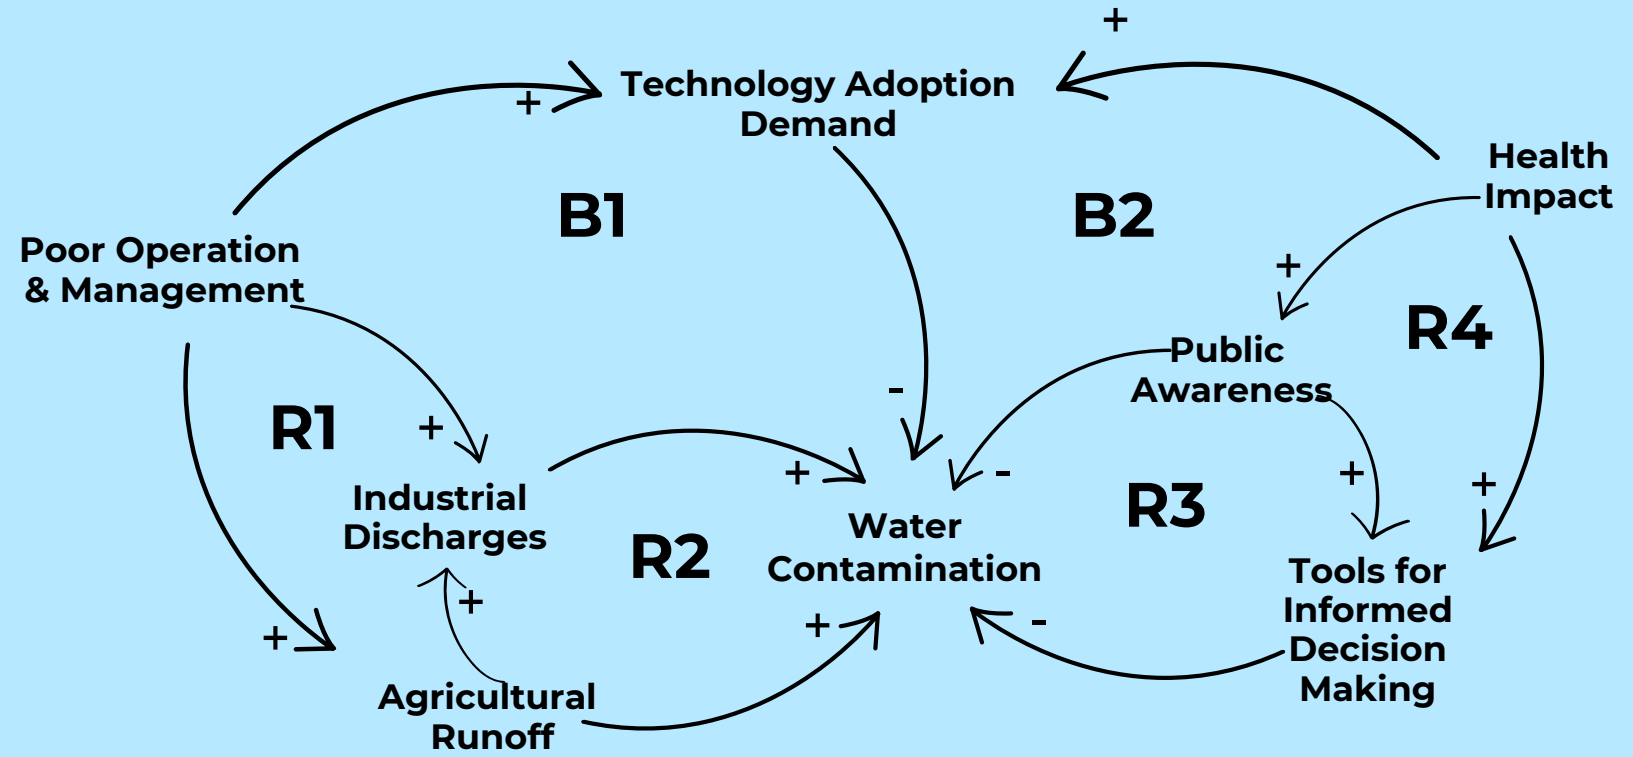 +
Technology Adoption
Demand
+
Health
Impact
B1
B2
Poor Operation
& Management
+
R4
Public
Awareness
-
R1
+
+
-
+
+
Industrial
Discharges
R3
Water
Contamination
R2
Tools for
Informed
Decision
Making
+
+
+
-
Agricultural
Runoff